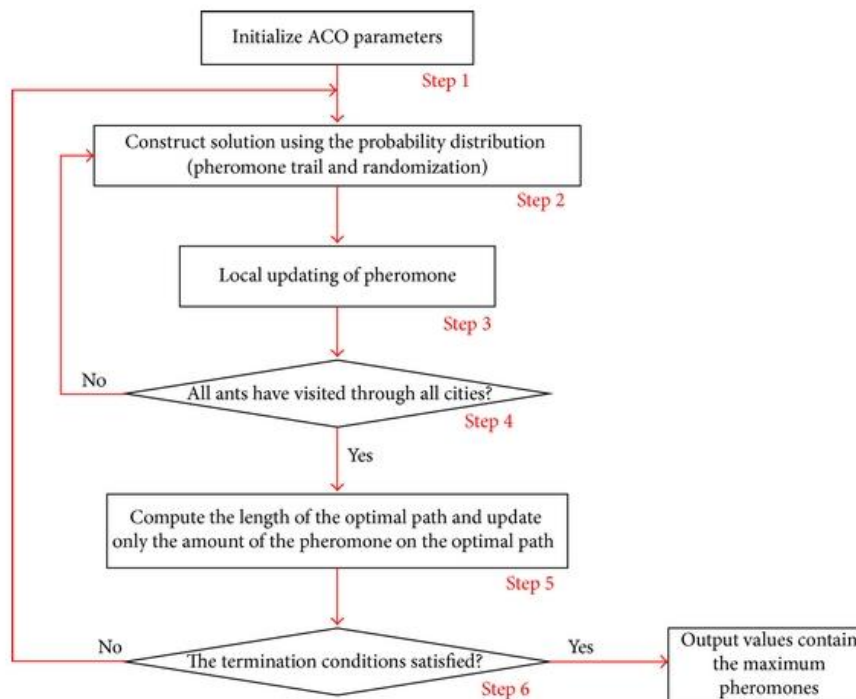 Initialize ACO parameters
Step 1
Construct solution using the probability distribution
(pheromone trail and randomization)
Step 2
Local updating of pheromone
Step 3
No
All ants have visited through all cities?
Step 4
Yes
Compute the length of the optimal path and update
only the amount of the pheromone on the optimal path
Step 5
No
The termination conditions satisfied?
Yes
Step 6
Output values contain
the maximum
pheromones